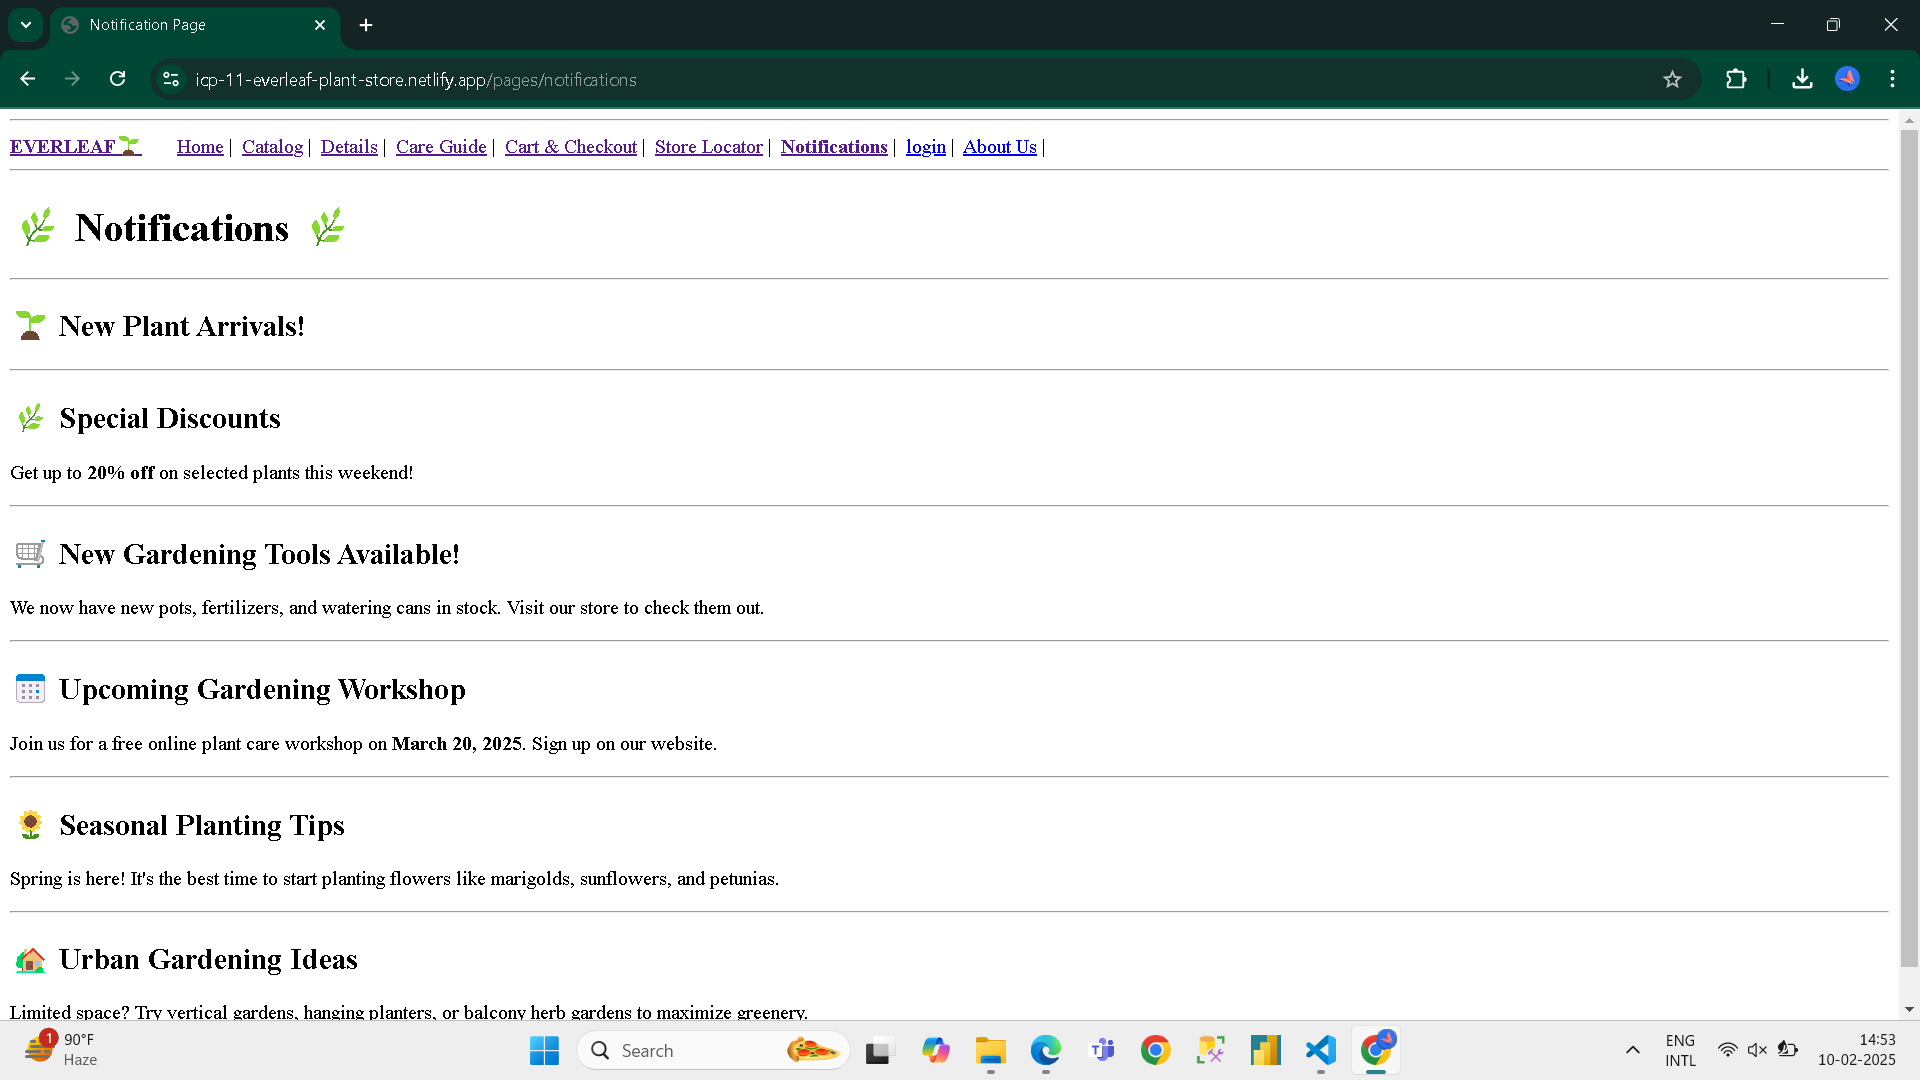 Notification Page
icp-11-everleaf-plant-store.netlify.app/pages/notifications
EVERLEAF Home | Catalog | Details | Care Guide | Cart & Checkout | Store Locator | Notifications | login | About Us |
Notifications
New Plant Arrivals!
Special Discounts
Get up to 20% off on selected plants this weekend!
New Gardening Tools Available!
We now have new pots, fertilizers, and watering cans in stock. Visit our store to check them out.
Upcoming Gardening Workshop
Join us for a free online plant care workshop on March 20, 2025. Sign up on our website.
Seasonal Planting Tips
Spring is here! It's the best time to start planting flowers like marigolds, sunflowers, and petunias.
Urban Gardening Ideas
Limited space? Try vertical gardens, hanging planters, or balcony herb gardens to maximize greenery.
1
90°F
Haze
Search
ENG
INTL
14:53
10-02-2025